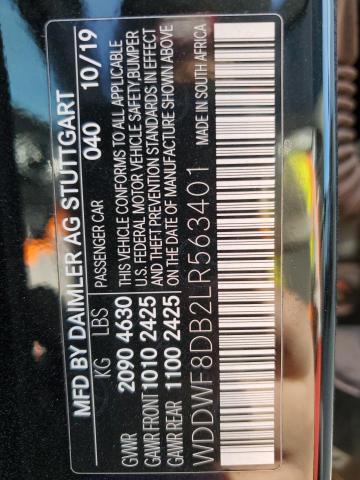 MFD BY DAIMLER AG STUTTGART
KG LBS PASSENGER CAR 040 10/19
GVWR 2090 4630
GAWR FRONT 1010 2425
GAWR REAR 1100 2425
THIS VEHICLE CONFORMS TO ALL APPLICABLE
U.S. FEDERAL MOTOR VEHICLE SAFETY,BUMPER
AND THEFT PREVENTION STANDARDS IN EFFECT
ON THE DATE OF MANUFACTURE SHOWN ABOVE
WDDWF8DB2LR563401 MADE IN SOUTH AFRICA